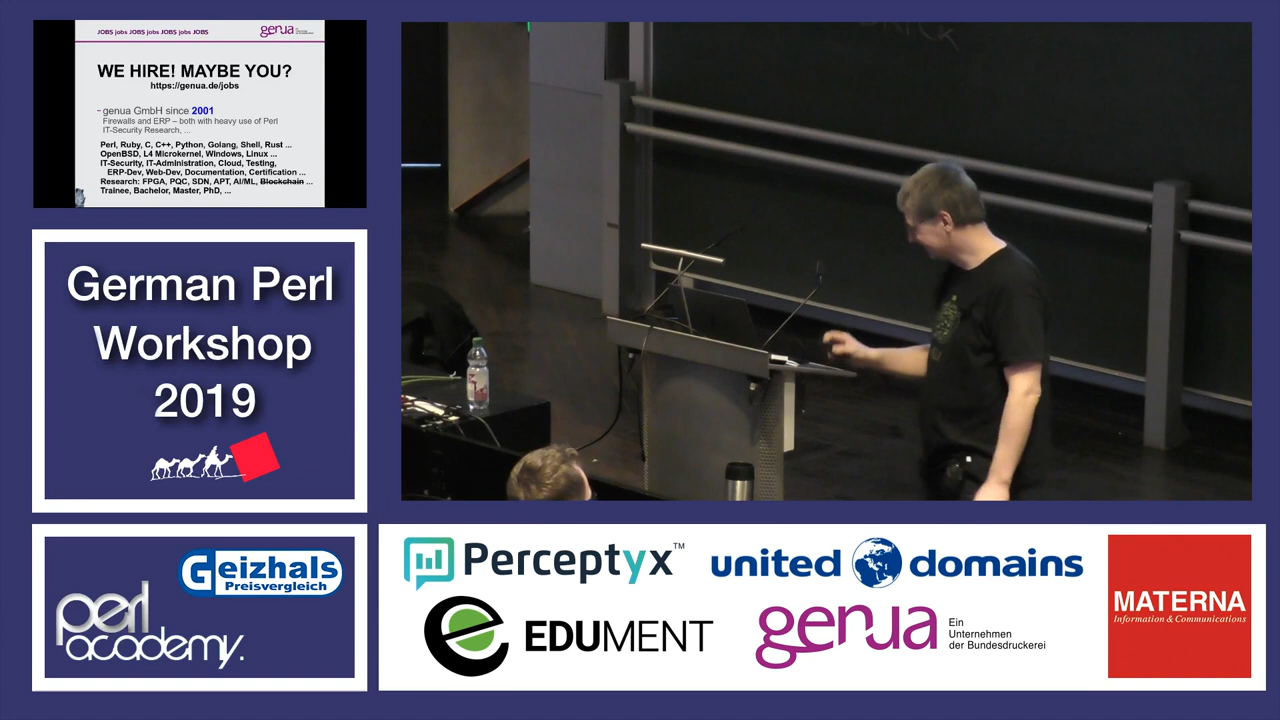 JOBS jobs JOBS jobs JOBS jobs JOBS
genua
WE HIRE! MAYBE YOU?
https://genua.de/jobs
- genua GmbH since 2001
Firewalls and ERP – both with heavy use of Perl
IT-Security Research, ...
Perl, Ruby, C, C++, Python, Golang, Shell, Rust ...
OpenBSD, L4 Microkernel, Windows, Linux ...
IT-Security, IT-Administration, Cloud, Testing,
ERP-Dev, Web-Dev, Documentation, Certification ...
Research: FPGA, PQC, SDN, APT, AI/ML, Blockchain ...
Trainee, Bachelor, Master, PhD, ...
German Perl
Workshop
2019
Geizhals
Preisvergleich
perl
academy.
Perceptyx™
united domains
EDUMENT
genua
Ein
Unternehmen
der Bundesdruckerei
MATERNA
Information & Communications